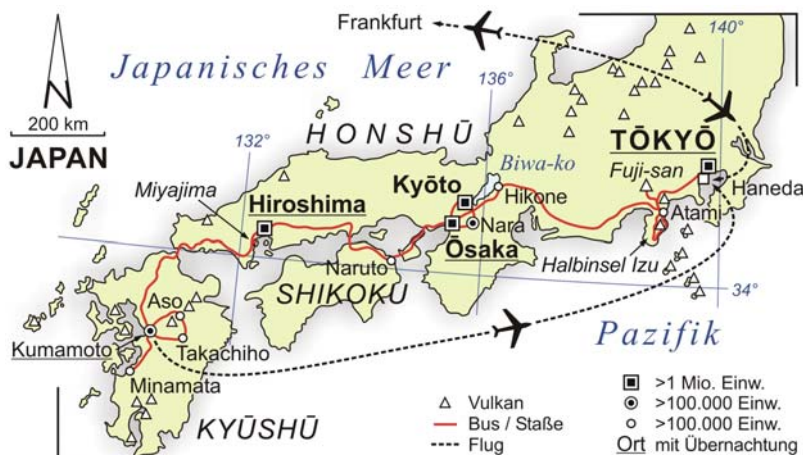 Frankfurt
140°
Japanisches Meer
136°
200 km
JAPAN
HONSHŪ
132°
TŌKYŌ
Fuji-san
Biwa-ko
Haneda
Miyajima
Kyōto
Hikone
Hiroshima
Atami
Nara
Ōsaka
Halbinsel Izu
Naruto
SHIKOKU
34°
Aso
Pazifik
Kumamoto
Takachiho
Minamata
KYŪSHŪ
Vulkan
Bus / Staße
Flug
>1 Mio. Einw.
>100.000 Einw.
>100.000 Einw.
Ort mit Übernachtung